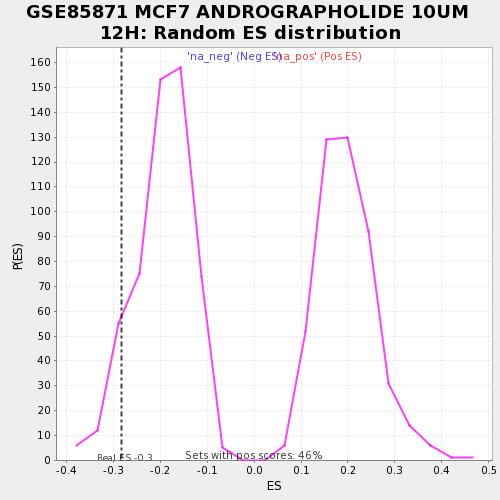 GSE85871 MCF7 ANDROGRAPHOLIDE 10UM
12H: Random ES distribution
'na_neg' (Neg ES) 'na_pos' (Pos ES)
160
150
140
130
120
110
100
90
80
70
60
50
40
30
20
10
0
P(ES)
Real ES -0.3
Sets with pos scores: 46%
-0.4 -0.3 -0.2 -0.1 0.0 0.1 0.2 0.3 0.4 0.5
ES